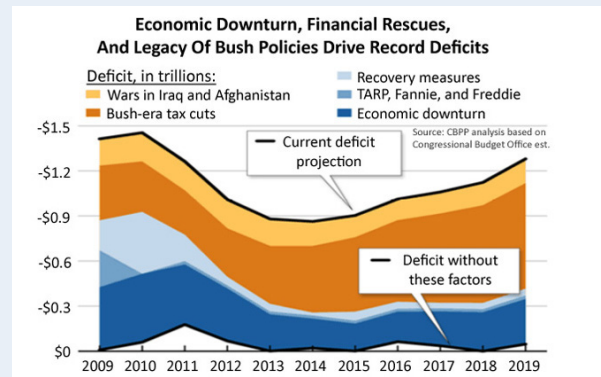 Economic Downturn, Financial Rescues,
And Legacy Of Bush Policies Drive Record Deficits
Deficit, in trillions:
Wars in Iraq and Afghanistan
Bush-era tax cuts
Recovery measures
TARP, Fannie, and Freddie
Economic downturn
Source: CBPP analysis based on
Congressional Budget Office est.
-$1.5
-$1.2
-$0.9
-$0.6
-$0.3
$0
Current deficit
projection
Deficit without
these factors
2009 2010 2011 2012 2013 2014 2015 2016 2017 2018 2019